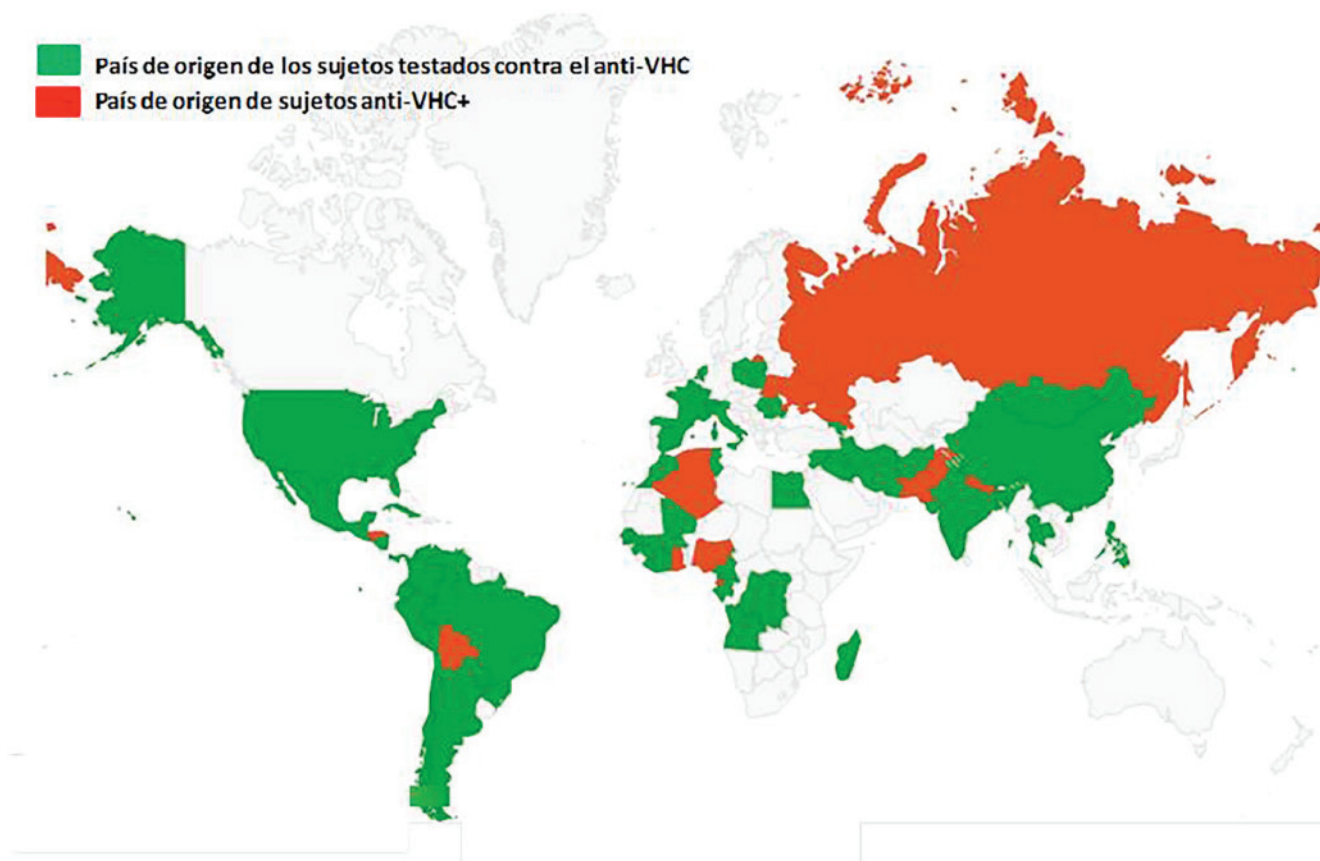 País de origen de los sujetos testados contra el anti-VHC
País de origen de sujetos anti-VHC+